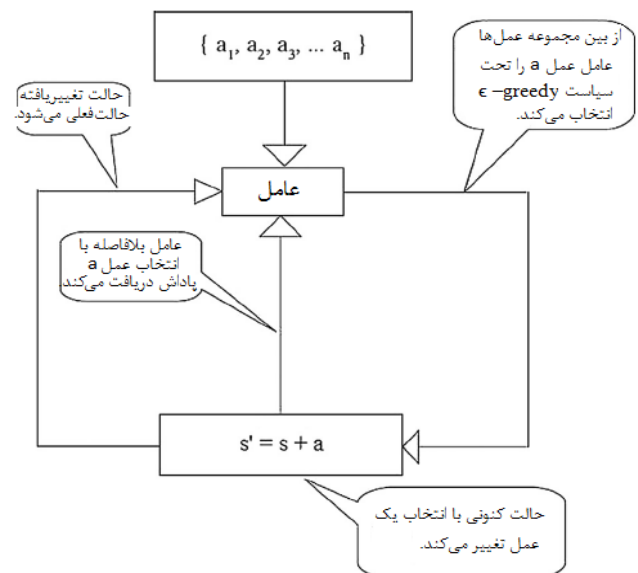 { a₁, a₂, a₃, ... aₙ }
از بین مجموعه عمل‌ها
عامل عمل a را تحت
سیاست ϵ –greedy
انتخاب می‌کند.
حالت تغییریافته
حالت‌فعلی می‌شود.
عامل
عامل بلافاصله با
انتخاب عمل a
پاداش دریافت می‌کند.
s' = s + a
حالت کنونی با انتخاب یک
عمل تغییر می‌کند.